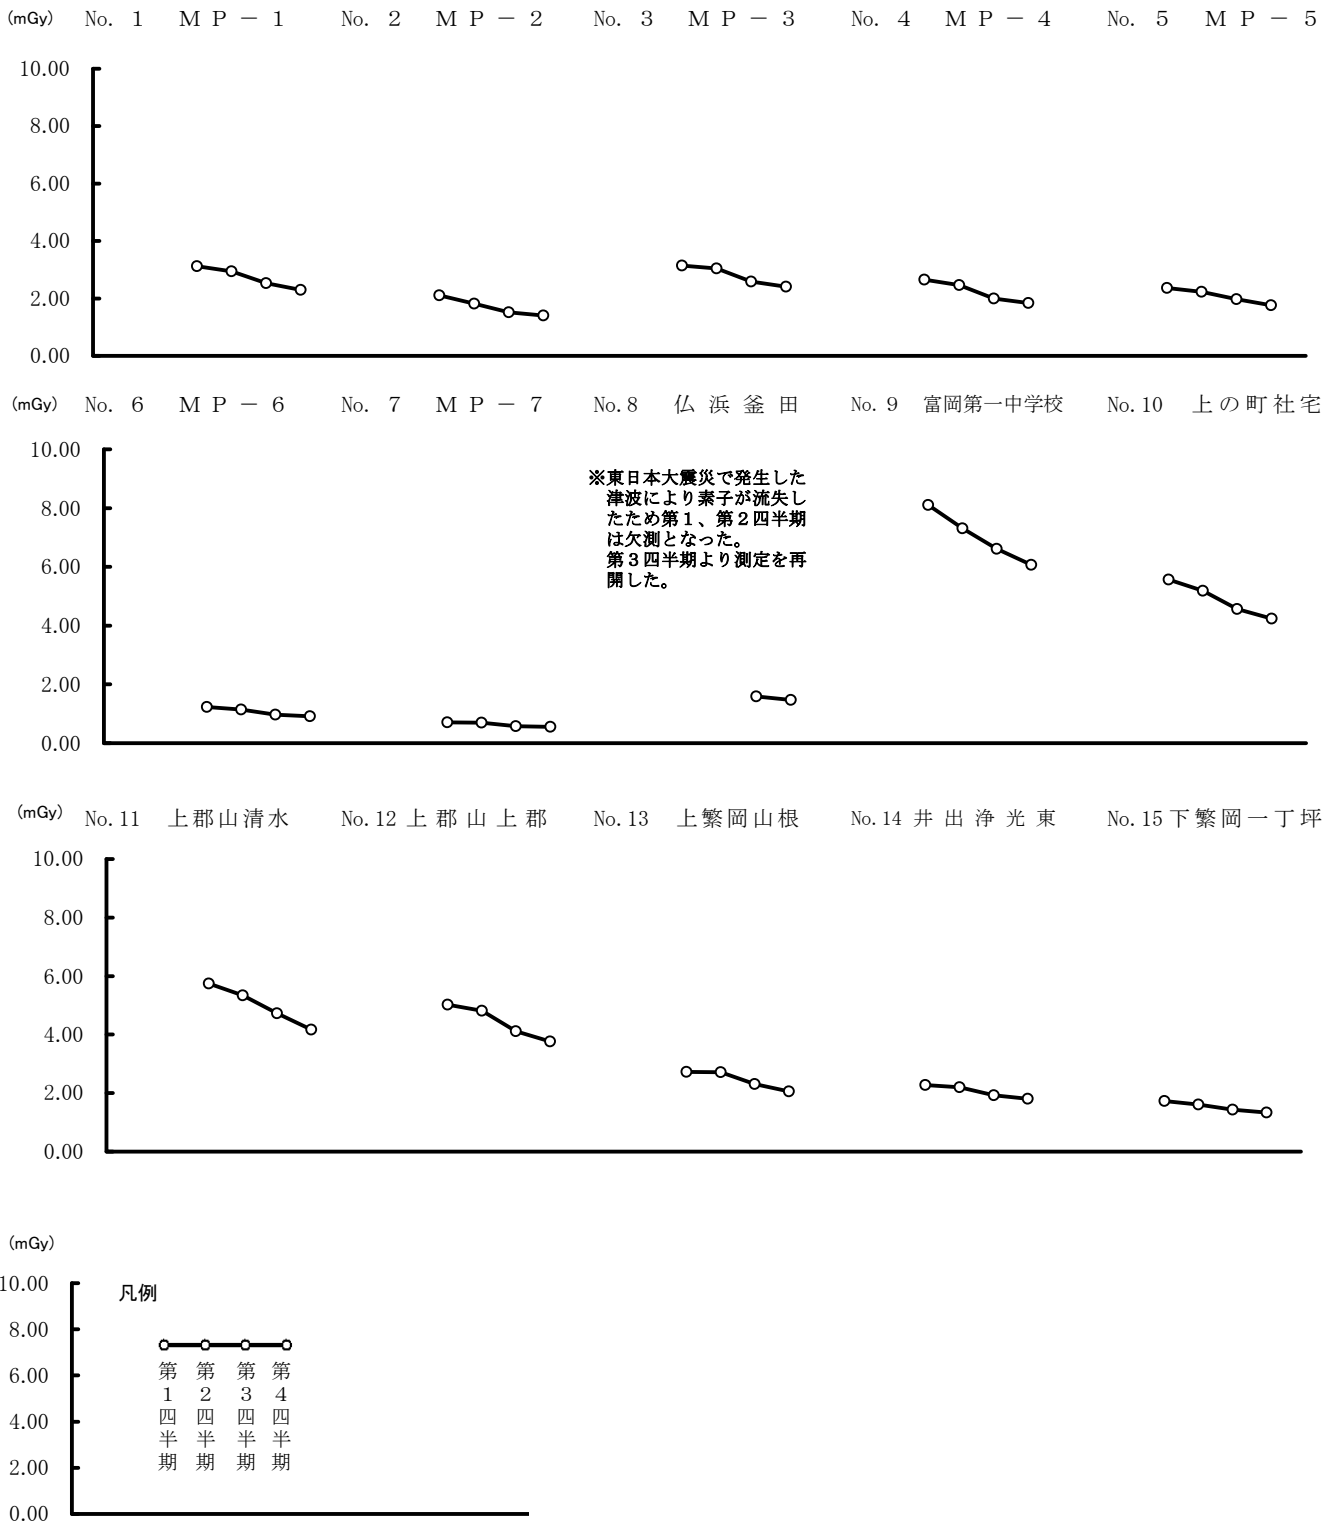 (mGy) No. 1 ＭＰ－１ No. 2 ＭＰ－２ No. 3 ＭＰ－３ No. 4 ＭＰ－４ No. 5 ＭＰ－５
10.00
8.00
6.00
4.00
2.00
0.00
(mGy) No. 6 ＭＰ－６ No. 7 ＭＰ－７ No.8 仏浜釜田 No. 9 富岡第一中学校 No.10 上の町社宅
10.00
8.00
6.00
4.00
2.00
0.00
※東日本大震災で発生した
津波により素子が流失し
たため第１、第２四半期
は欠測となった。
第３四半期より測定を再
開した。
(mGy) No.11 上郡山清水 No.12 上郡山上郡 No.13 上繁岡山根 No.14 井出浄光東 No.15 下繁岡一丁坪
10.00
8.00
6.00
4.00
2.00
0.00
(mGy)
10.00
8.00
6.00
4.00
2.00
0.00
凡例
第１四半期
第２四半期
第３四半期
第４四半期